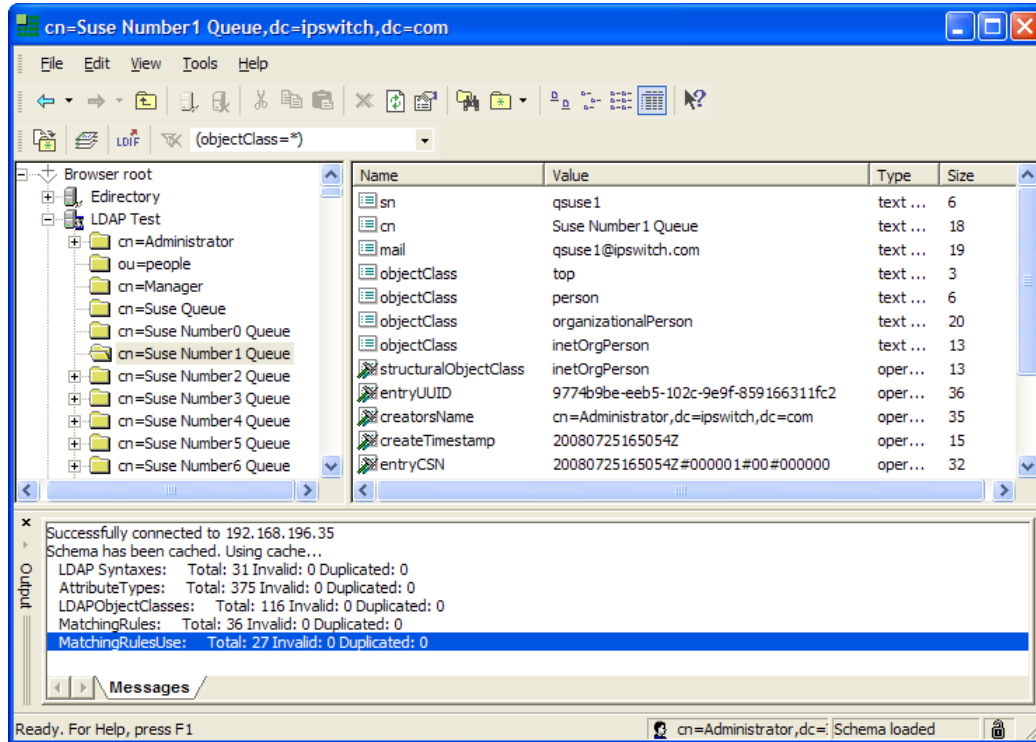 cn=Suse Number1 Queue,dc=ipswitch,dc=com
File Edit View Tools Help
LDIF (objectClass=*)
Browser root
Edirectory
LDAP Test
cn=Administrator
ou=people
cn=Manager
cn=Suse Queue
cn=Suse Number0 Queue
cn=Suse Number1 Queue
cn=Suse Number2 Queue
cn=Suse Number3 Queue
cn=Suse Number4 Queue
cn=Suse Number5 Queue
cn=Suse Number6 Queue
Name Value Type Size
sn qsuse1 text ... 6
cn Suse Number1 Queue text ... 18
mail qsuse1@ipswitch.com text ... 19
objectClass top text ... 3
objectClass person text ... 6
objectClass organizationalPerson text ... 20
objectClass inetOrgPerson text ... 13
structuralObjectClass inetOrgPerson oper... 13
entryUUID 9774b9be-eeb5-102c-9e9f-859166311fc2 oper... 36
creatorsName cn=Administrator,dc=ipswitch,dc=com oper... 35
createTimestamp 20080725165054Z oper... 15
entryCSN 20080725165054Z#000001#00#000000 oper... 32
Output
Successfully connected to 192.168.196.35
Schema has been cached. Using cache...
LDAP Syntaxes: Total: 31 Invalid: 0 Duplicated: 0
AttributeTypes: Total: 375 Invalid: 0 Duplicated: 0
LDAPObjectClasses: Total: 116 Invalid: 0 Duplicated: 0
MatchingRules: Total: 36 Invalid: 0 Duplicated: 0
MatchingRulesUse: Total: 27 Invalid: 0 Duplicated: 0
Messages
Ready. For Help, press F1 cn=Administrator,dc= Schema loaded